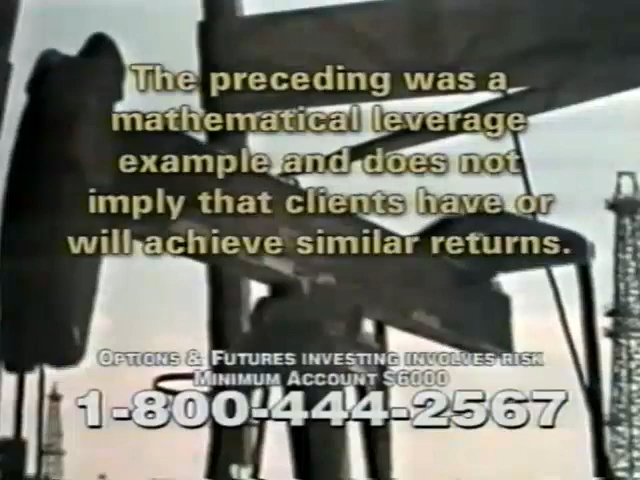 The preceding was a
mathematical leverage
example and does not
imply that clients have or
will achieve similar returns.
OPTIONS & FUTURES INVESTING INVOLVES RISK
MINIMUM ACCOUNT $6000
1-800-444-2567